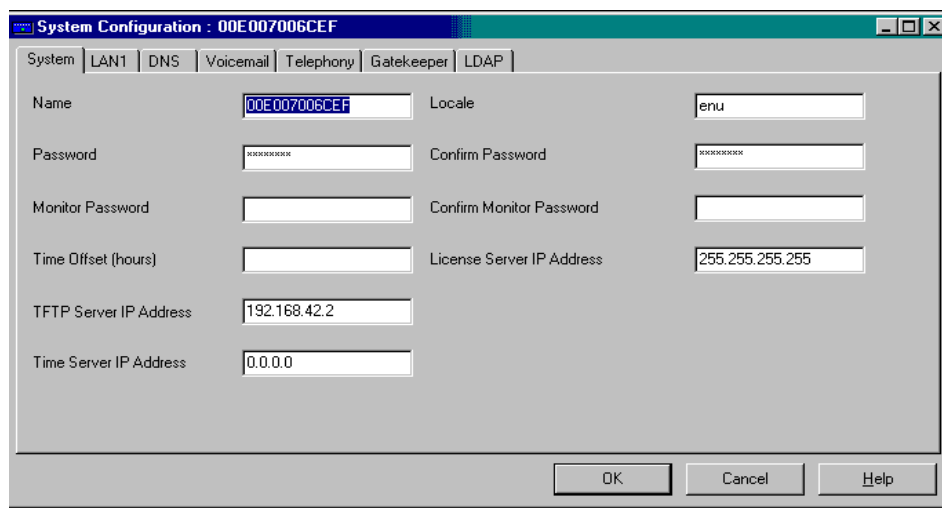 System Configuration : 00E007006CEF
System LAN1 DNS Voicemail Telephony Gatekeeper LDAP
Name 00E007006CEF Locale enu
Password ******** Confirm Password ********
Monitor Password Confirm Monitor Password
Time Offset (hours) License Server IP Address 255.255.255.255
TFTP Server IP Address 192.168.42.2
Time Server IP Address 0.0.0.0
OK Cancel Help